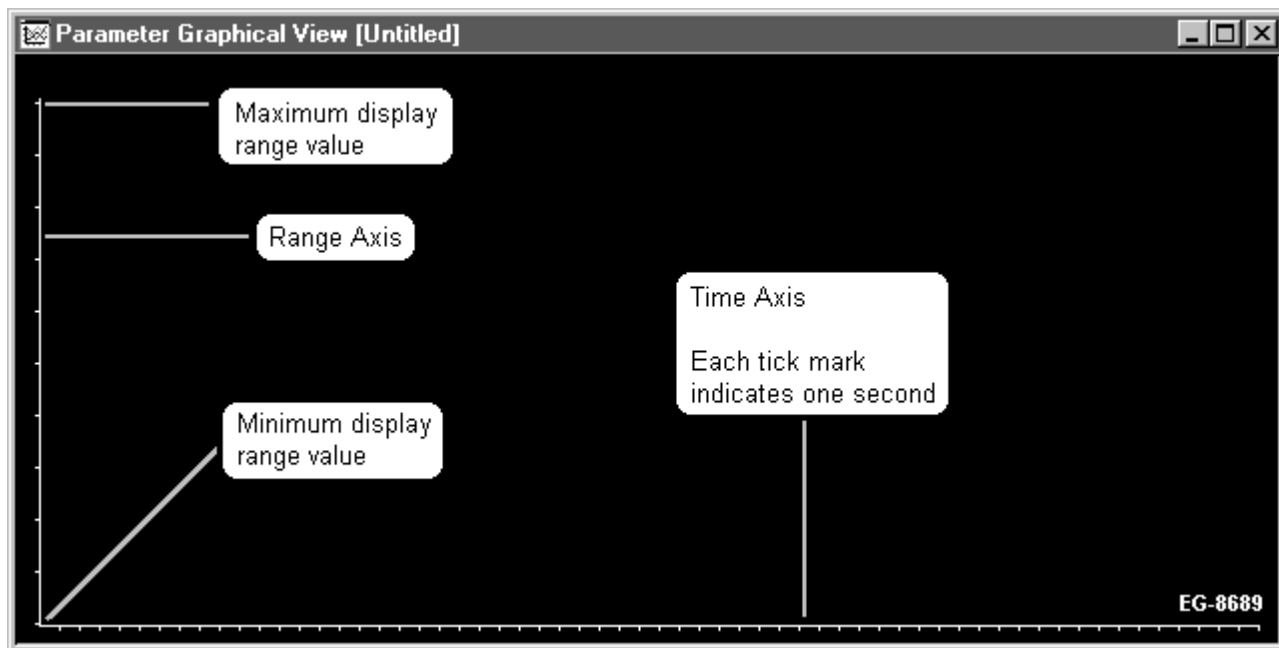 Parameter Graphical View [Untitled]
Maximum display
range value
Range Axis
Time Axis
Each tick mark
indicates one second
Minimum display
range value
EG-8689